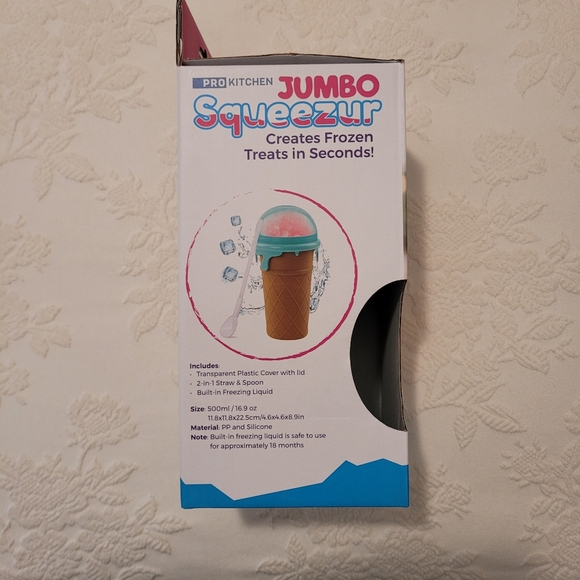 PRO KITCHEN JUMBO
Squeezur
Creates Frozen
Treats in Seconds!
Includes:
• Transparent Plastic Cover with lid
• 2-in-1 Straw & Spoon
• Built-in Freezing Liquid
Size: 500ml / 16.9 oz
11.8x11.8x22.5cm/4.6x4.6x8.9in
Material: PP and Silicone
Note: Built-in freezing liquid is safe to use
for approximately 18 months